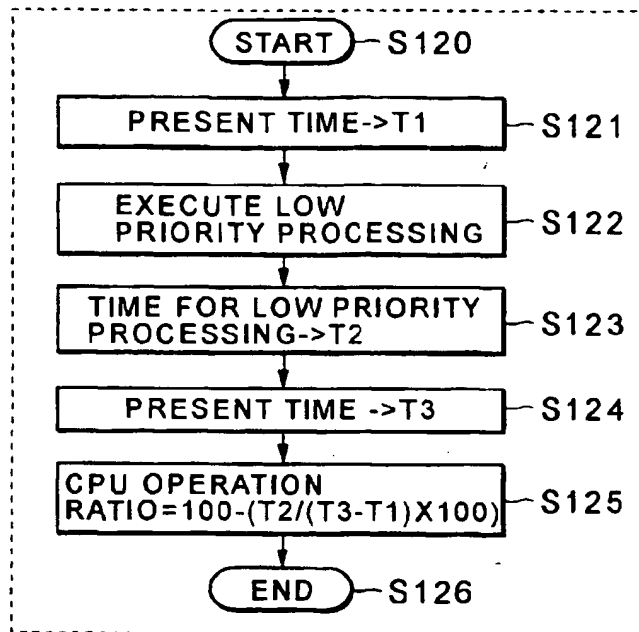 START
S120
PRESENT TIME->T1
S121
EXECUTE LOW
PRIORITY PROCESSING
S122
TIME FOR LOW PRIORITY
PROCESSING->T2
S123
PRESENT TIME ->T3
S124
CPU OPERATION
RATIO=100-(T2/(T3-T1)X100)
S125
END
S126